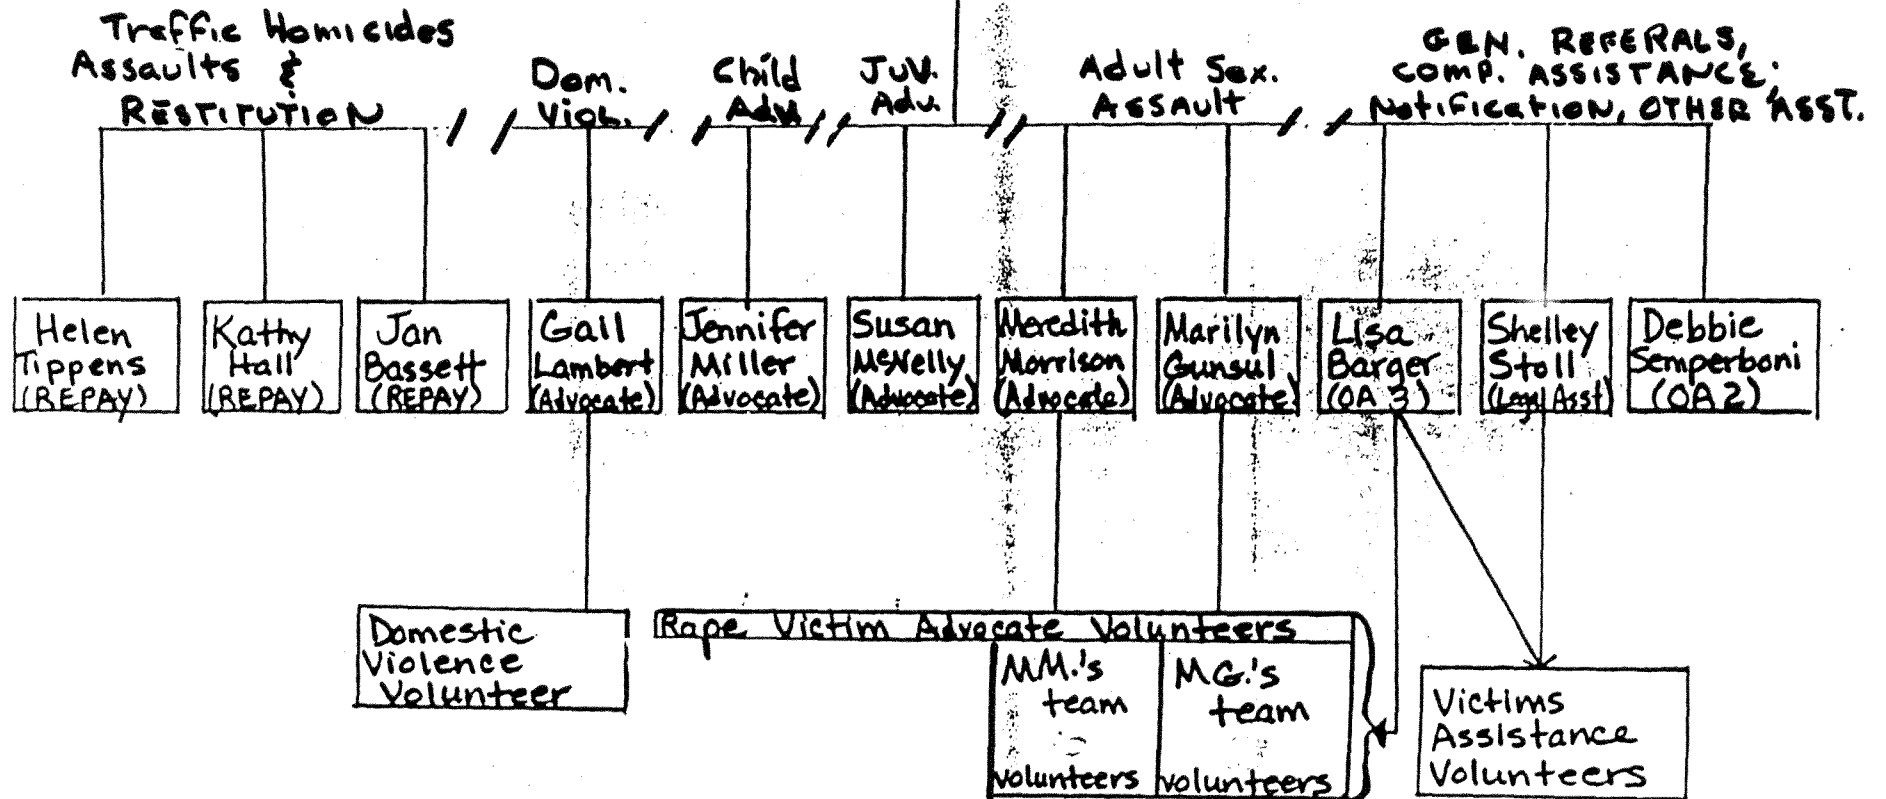 Traffic Homicides
Assaults &
RESTITUTION
Dom.
Viol.
Child
Adv.
Juv.
Adv.
Adult Sex.
ASSAULT
GEN. REFERALS,
COMP. ASSISTANCE,
Notification, OTHER ASST.
Helen
Tippens
(REPAY)
Kathy
Hall
(REPAY)
Jan
Bassett
(REPAY)
Gail
Lambert
(Advocate)
Jennifer
Miller
(Advocate)
Susan
McNelly
(Advocate)
Meredith
Morrison
(Advocate)
Marilyn
Gunsul
(Advocate)
Lisa
Barger
(OA 3)
Shelley
Stoll
(Legal Asst)
Debbie
Semperboni
(OA 2)
Domestic
Violence
Volunteer
Rape Victim Advocate Volunteers
MM.'s
team
volunteers
MG.'s
team
volunteers
Victims
Assistance
Volunteers